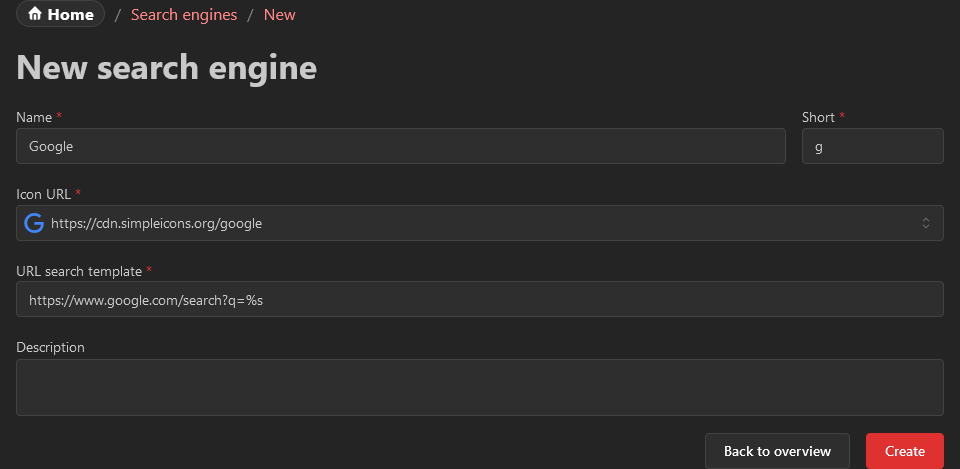 Home / Search engines / New
New search engine
Name * Short *
Google g
Icon URL *
https://cdn.simpleicons.org/google
URL search template *
https://www.google.com/search?q=%s
Description
Back to overview Create